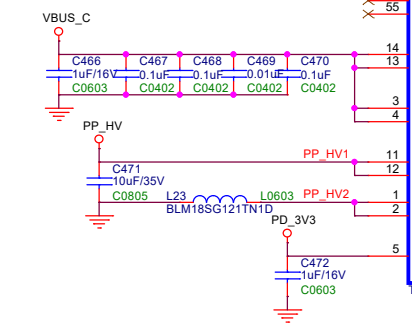 55
VBUS_C
14
C466 C467 C468 C469 C470
13
1uF/16V 0.1uF 0.1uF 0.01uF 0.1uF
C0603 C0402 C0402 C0402 C0402
3
4
PP_HV
PP_HV1 11
C471 12
10uF/35V
C0805 L23 L0603 PP_HV2 1
BLM18SG121TN1D 2
PD_3V3
5
C472
1uF/16V
C0603